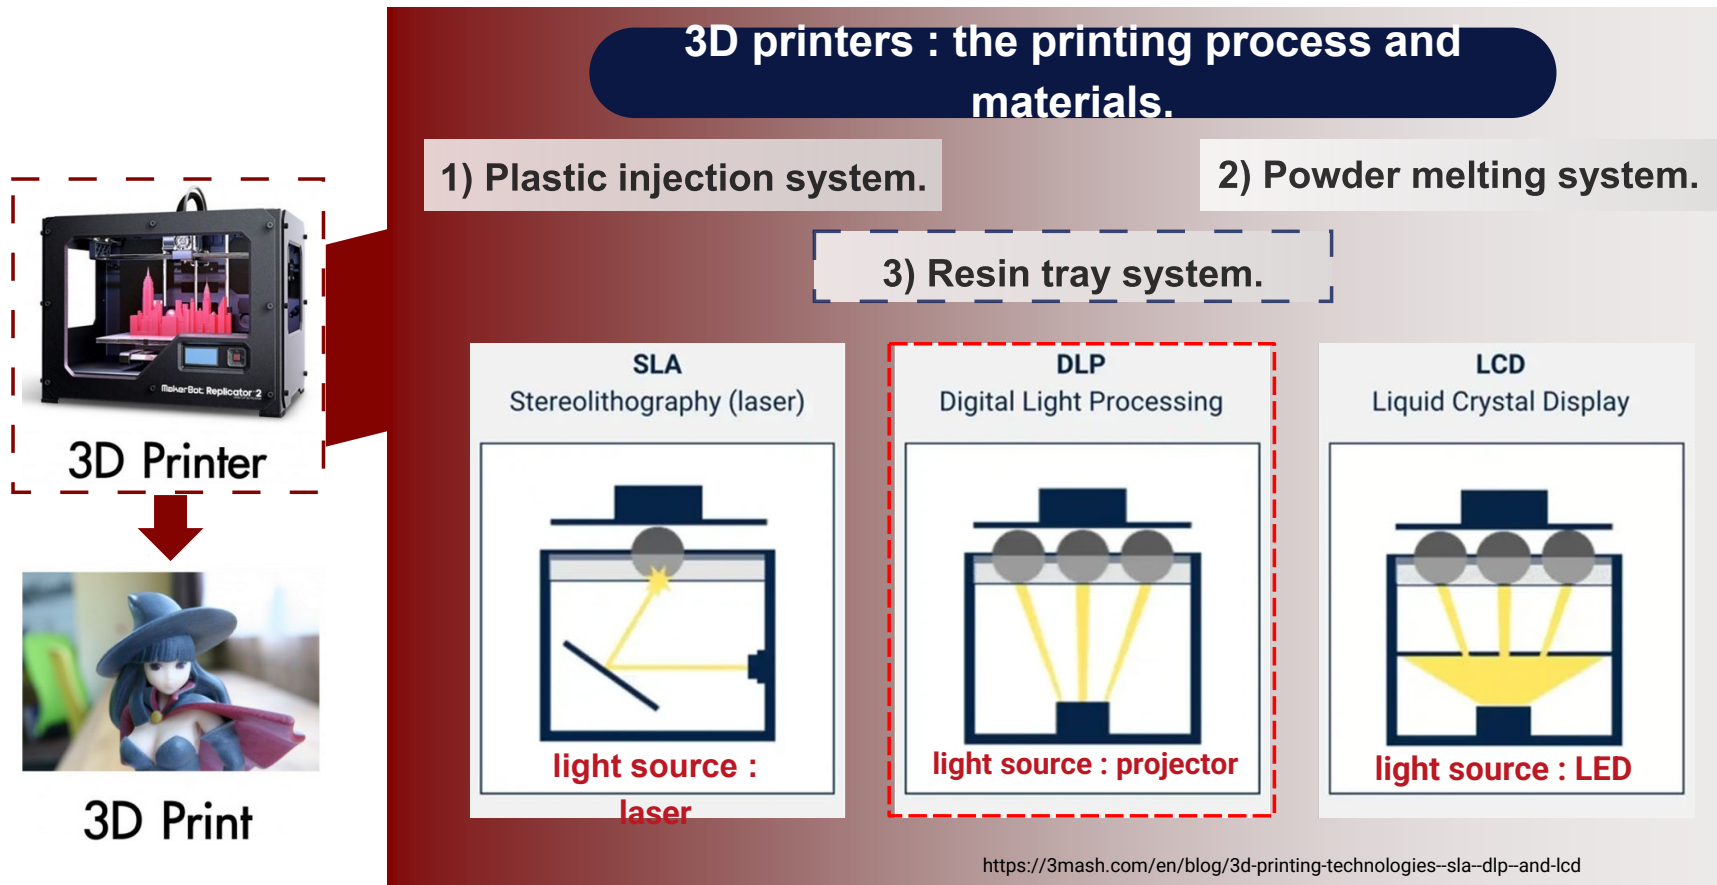 3D printers : the printing process and
materials.
1) Plastic injection system.
2) Powder melting system.
3) Resin tray system.
MakerBot Replicator 2
3D Printer
3D Print
SLA
Stereolithography (laser)
light source :
laser
DLP
Digital Light Processing
light source : projector
LCD
Liquid Crystal Display
light source : LED
https://3mash.com/en/blog/3d-printing-technologies--sla--dlp--and-lcd